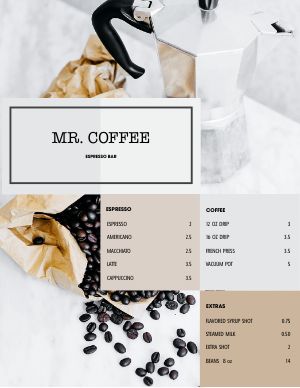 MR. COFFEE
ESPRESSO BAR
ESPRESSO
ESPRESSO 3
AMERICANO 2.5
MACCHIATO 2.5
LATTE 3.5
CAPPUCCINO 3.5
COFFEE
12 OZ DRIP 3
16 OZ DRIP 3.5
FRENCH PRESS 3.5
VACUUM POT 5
EXTRAS
FLAVORED SYRUP SHOT 0.75
STEAMED MILK 0.50
EXTRA SHOT 2
BEANS 8 oz 14